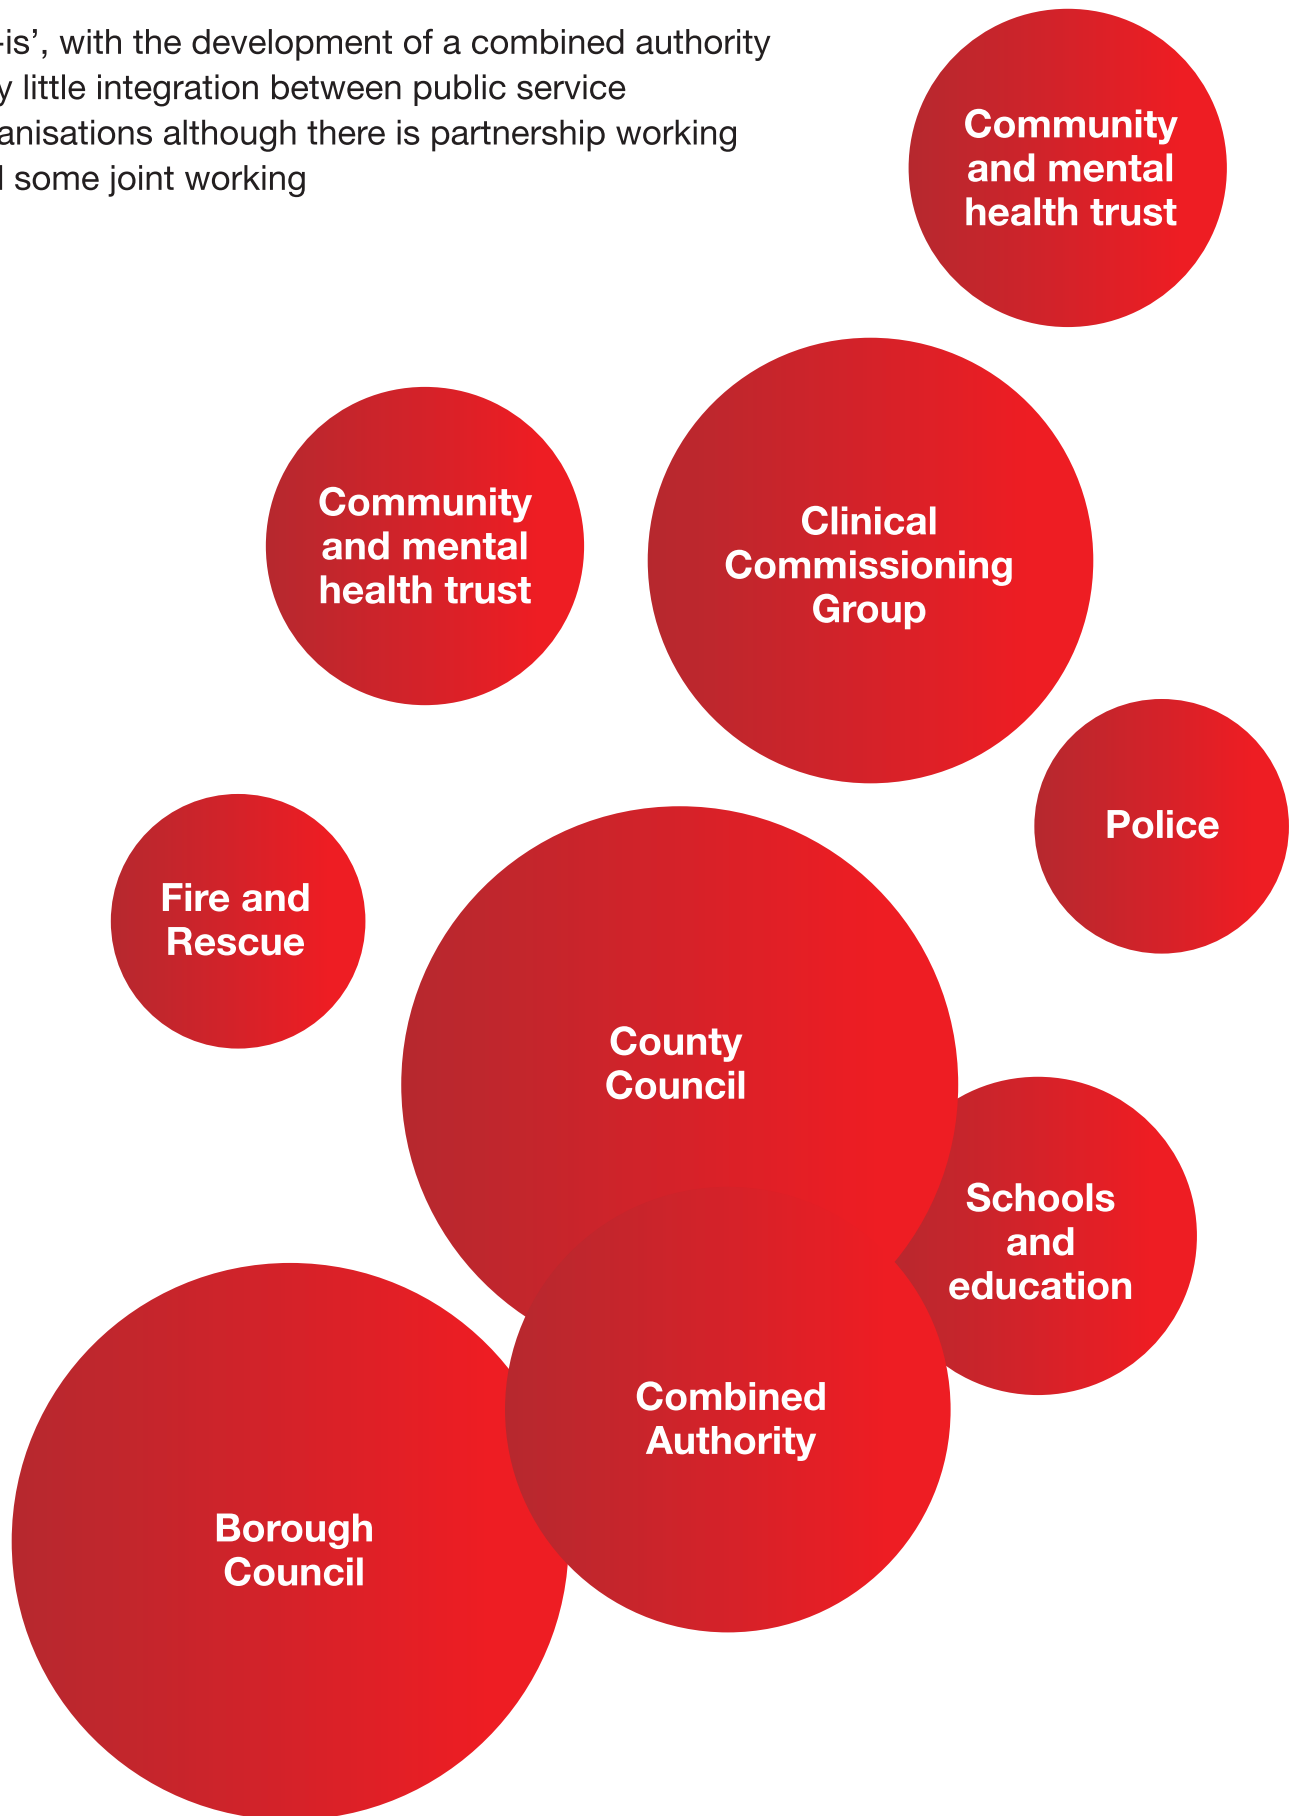 -is’, with the development of a combined authority
y little integration between public service
anisations although there is partnership working
some joint working
Community
and mental
health trust
Community
and mental
health trust
Clinical
Commissioning
Group
Police
Fire and
Rescue
County
Council
Schools
and
education
Combined
Authority
Borough
Council